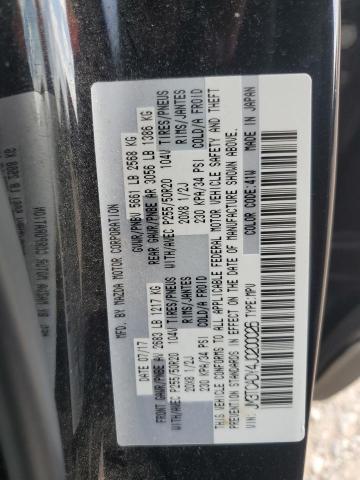 MFD. BY MAZDA MOTOR CORPORATION
DATE: 07/17 GVWR/PNBV 5661 LB 2568 KG
FRONT GAWR/PNBE AV 2683 LB 1217 KG REAR GAWR/PNBE AR 3056 LB 1386 KG
WITH/AVEC P255/50R20 104V TIRES/PNEUS WITH/AVEC P255/50R20 104V TIRES/PNEUS
20X8 1/2J RIMS/JANTES 20X8 1/2J RIMS/JANTES
230 KPA/34 PSI COLD/A FROID 230 KPA/34 PSI COLD/A FROID
THIS VEHICLE CONFORMS TO ALL APPLICABLE FEDERAL MOTOR VEHICLE SAFETY AND THEFT
PREVENTION STANDARDS IN EFFECT ON THE DATE OF MANUFACTURE SHOWN ABOVE.
TYPE:MPV COLOR CODE:41W MADE IN JAPAN